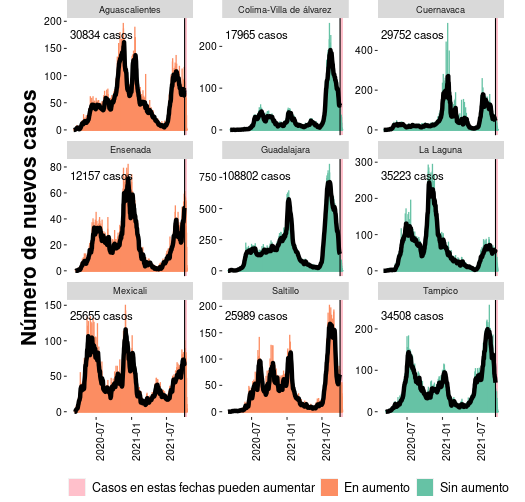 Número de nuevos casos
Aguascalientes
Colima-Villa de álvarez
Cuernavaca
200
150
100
50
0
30834 casos
200
100
0
17965 casos
400
200
0
29752 casos
Ensenada
Guadalajara
La Laguna
80
60
40
20
0
12157 casos
750
500
250
0
108802 casos
300
200
100
0
35223 casos
Mexicali
Saltillo
Tampico
150
100
50
0
25655 casos
200
150
100
50
0
25989 casos
200
100
0
34508 casos
2020-07
2021-01
2021-07
2020-07
2021-01
2021-07
2020-07
2021-01
2021-07
Casos en estas fechas pueden aumentar
En aumento
Sin aumento